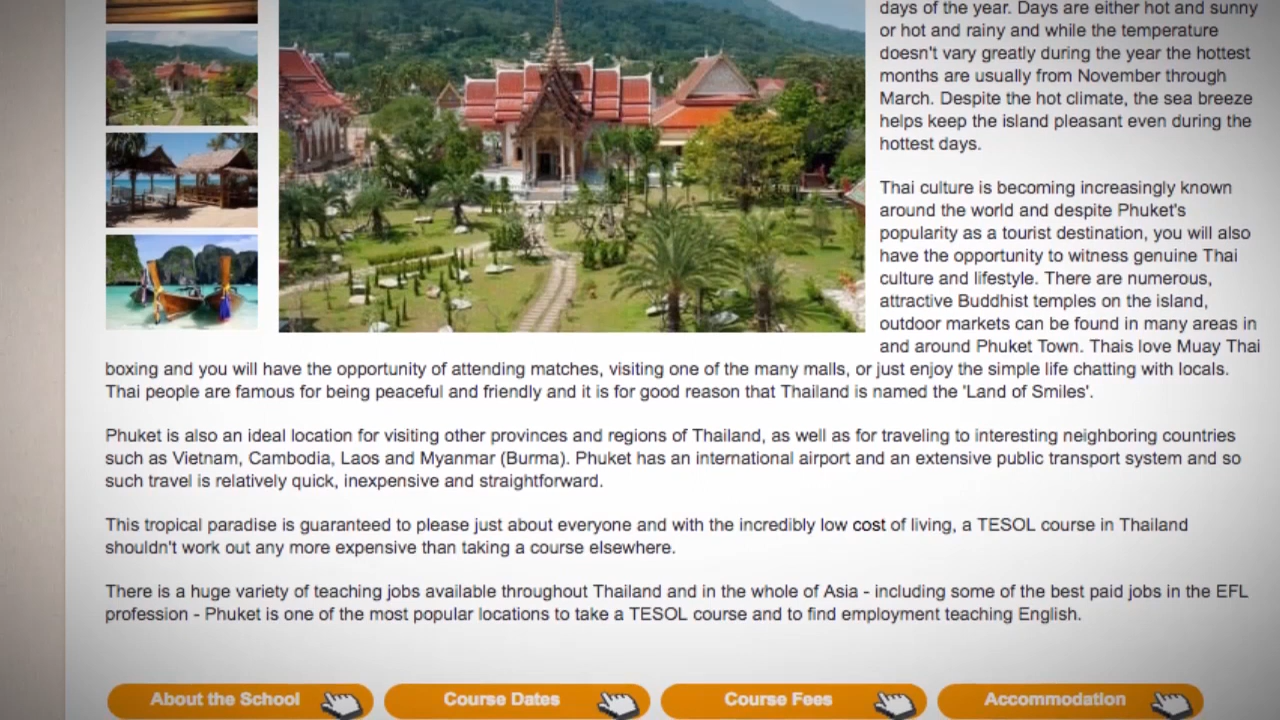 days of the year. Days are either hot and sunny
or hot and rainy and while the temperature
doesn't vary greatly during the year the hottest
months are usually from November through
March. Despite the hot climate, the sea breeze
helps keep the island pleasant even during the
hottest days.
Thai culture is becoming increasingly known
around the world and despite Phuket's
popularity as a tourist destination, you will also
have the opportunity to witness genuine Thai
culture and lifestyle. There are numerous,
attractive Buddhist temples on the island,
outdoor markets can be found in many areas in
and around Phuket Town. Thais love Muay Thai
boxing and you will have the opportunity of attending matches, visiting one of the many malls, or just enjoy the simple life chatting with locals.
Thai people are famous for being peaceful and friendly and it is for good reason that Thailand is named the 'Land of Smiles'.
Phuket is also an ideal location for visiting other provinces and regions of Thailand, as well as for traveling to interesting neighboring countries
such as Vietnam, Cambodia, Laos and Myanmar (Burma). Phuket has an international airport and an extensive public transport system and so
such travel is relatively quick, inexpensive and straightforward.
This tropical paradise is guaranteed to please just about everyone and with the incredibly low cost of living, a TESOL course in Thailand
shouldn't work out any more expensive than taking a course elsewhere.
There is a huge variety of teaching jobs available throughout Thailand and in the whole of Asia - including some of the best paid jobs in the EFL
profession - Phuket is one of the most popular locations to take a TESOL course and to find employment teaching English.
About the School
Course Dates
Course Fees
Accommodation